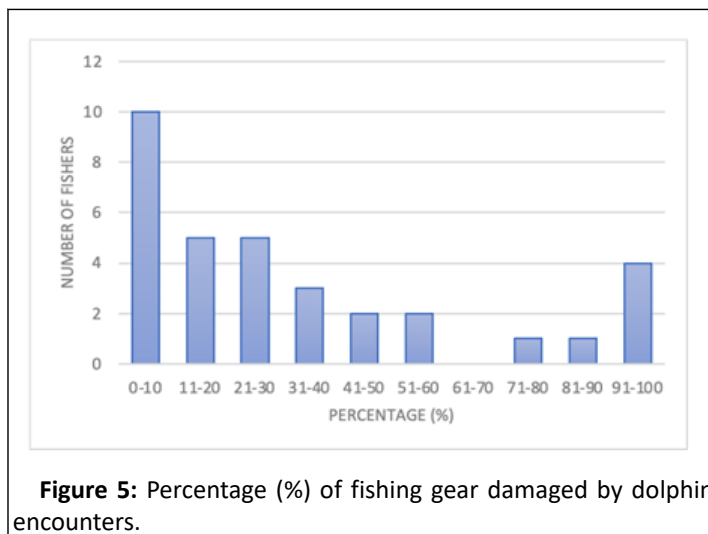 12
10
8
6
4
2
0
NUMBER OF FISHERS
0-10 11-20 21-30 31-40 41-50 51-60 61-70 71-80 81-90 91-100
PERCENTAGE (%)
Figure 5: Percentage (%) of fishing gear damaged by dolphin
encounters.